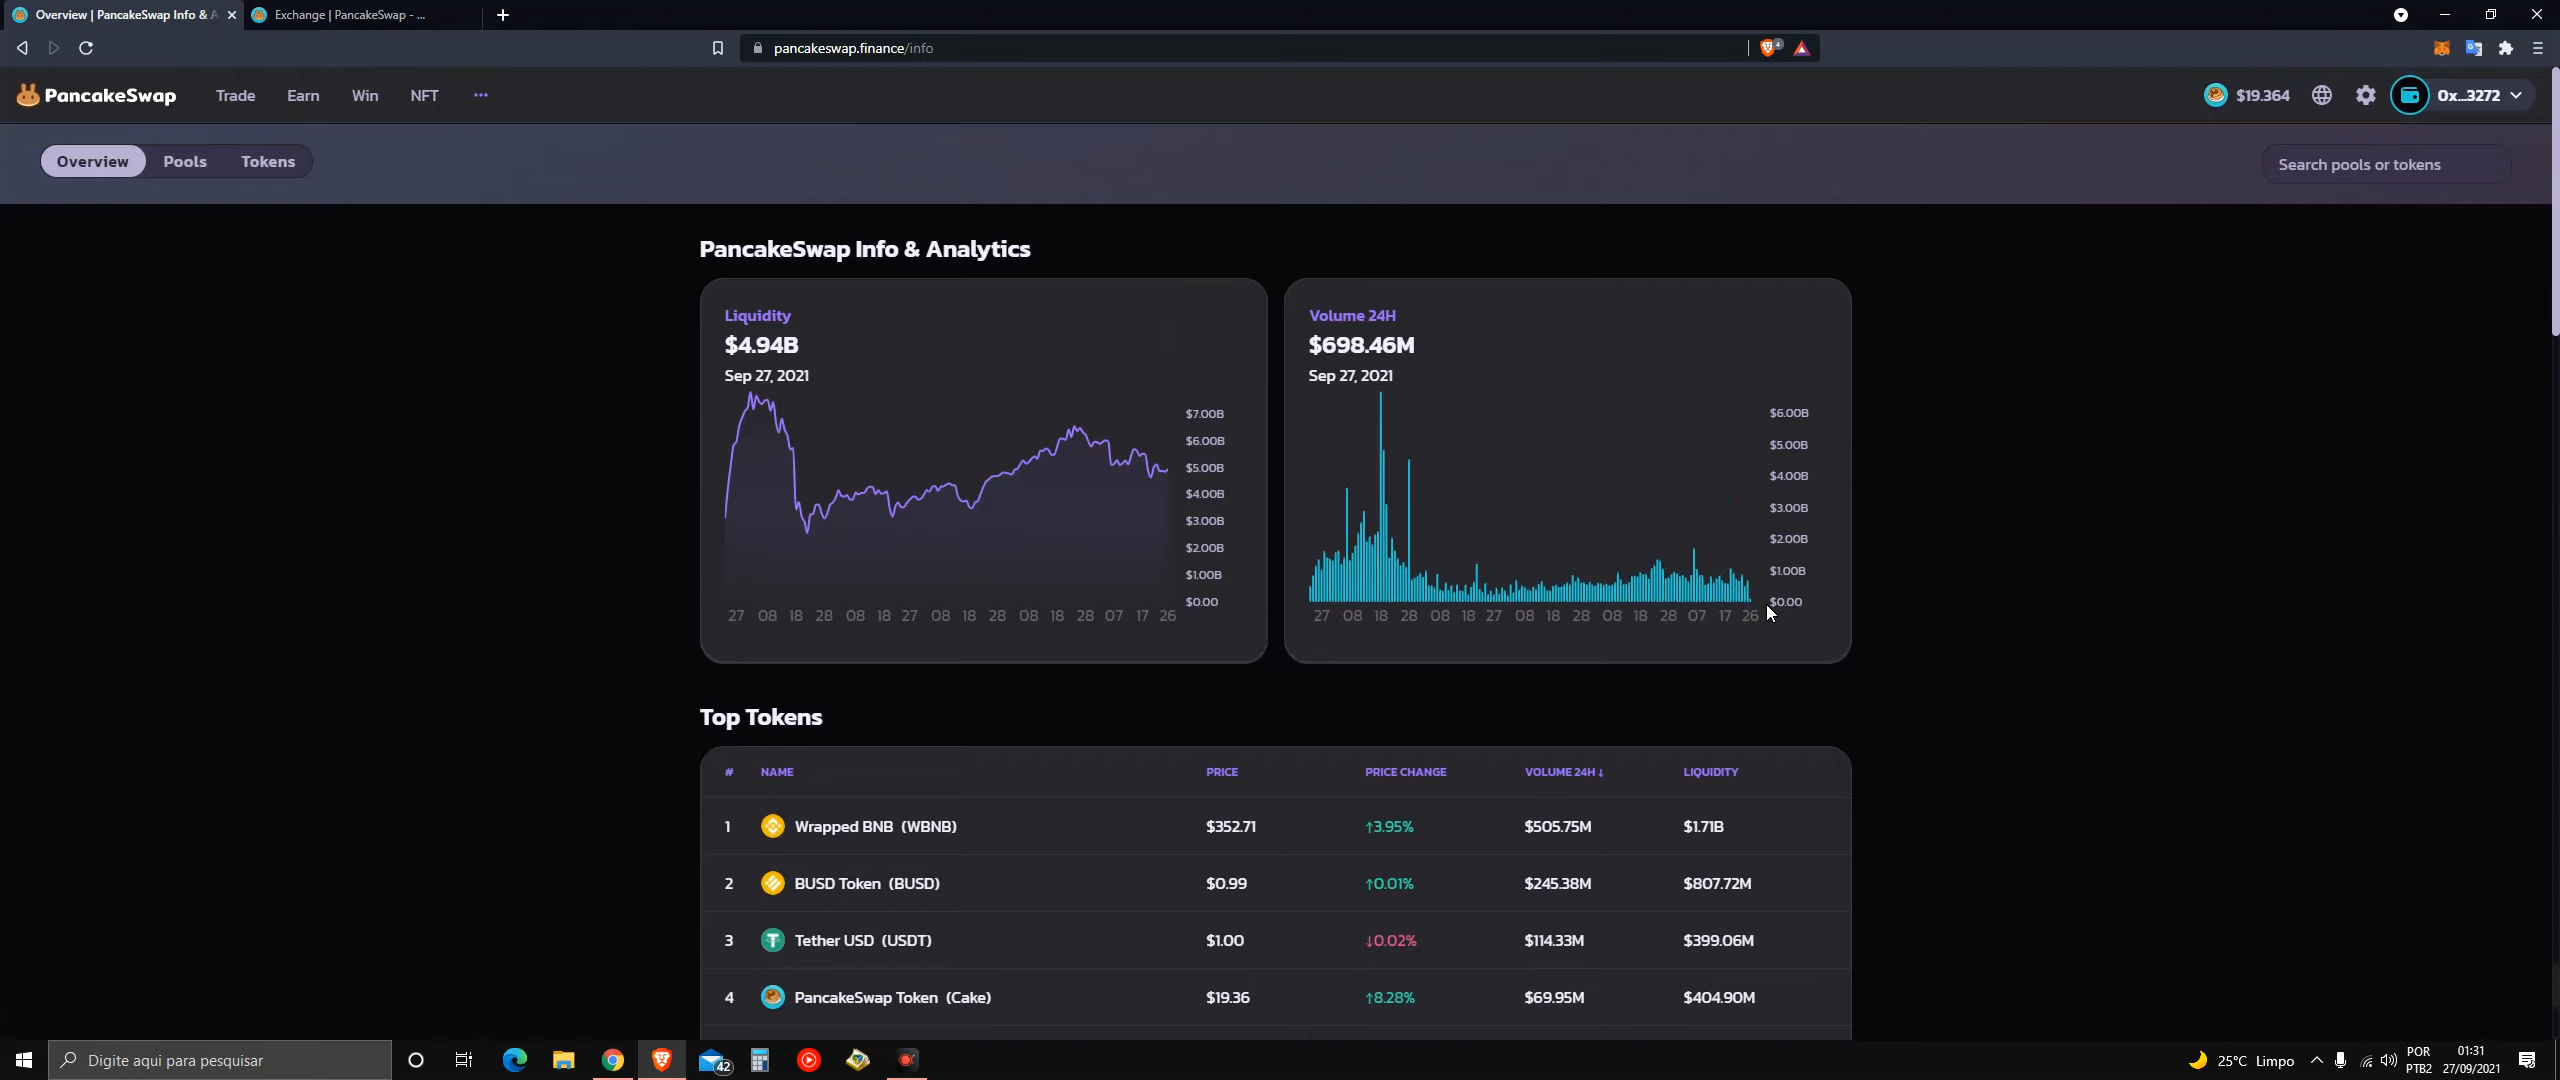 Overview | PancakeSwap Info & A
Exchange | PancakeSwap - ...
pancakeswap.finance/info
4
PancakeSwap
Trade
Earn
Win
NFT
$19.364
0x...3272
Overview
Pools
Tokens
Search pools or tokens
PancakeSwap Info & Analytics
Liquidity
$4.94B
Sep 27, 2021
$7.00B
$6.00B
$5.00B
$4.00B
$3.00B
$2.00B
$1.00B
$0.00
27 08 18 28 08 18 27 08 18 28 08 18 28 07 17 26
Volume 24H
$698.46M
Sep 27, 2021
$6.00B
$5.00B
$4.00B
$3.00B
$2.00B
$1.00B
$0.00
27 08 18 28 08 18 27 08 18 28 08 18 28 07 17 26
Top Tokens
# NAME PRICE PRICE CHANGE VOLUME 24H ↓ LIQUIDITY
1 Wrapped BNB (WBNB) $352.71 ↑3.95% $505.75M $1.71B
2 BUSD Token (BUSD) $0.99 ↑0.01% $245.38M $807.72M
3 Tether USD (USDT) $1.00 ↓0.02% $114.33M $399.06M
4 PancakeSwap Token (Cake) $19.36 ↑8.28% $69.95M $404.90M
Digite aqui para pesquisar
42
25°C Limpo
POR
PTB2
01:31
27/09/2021